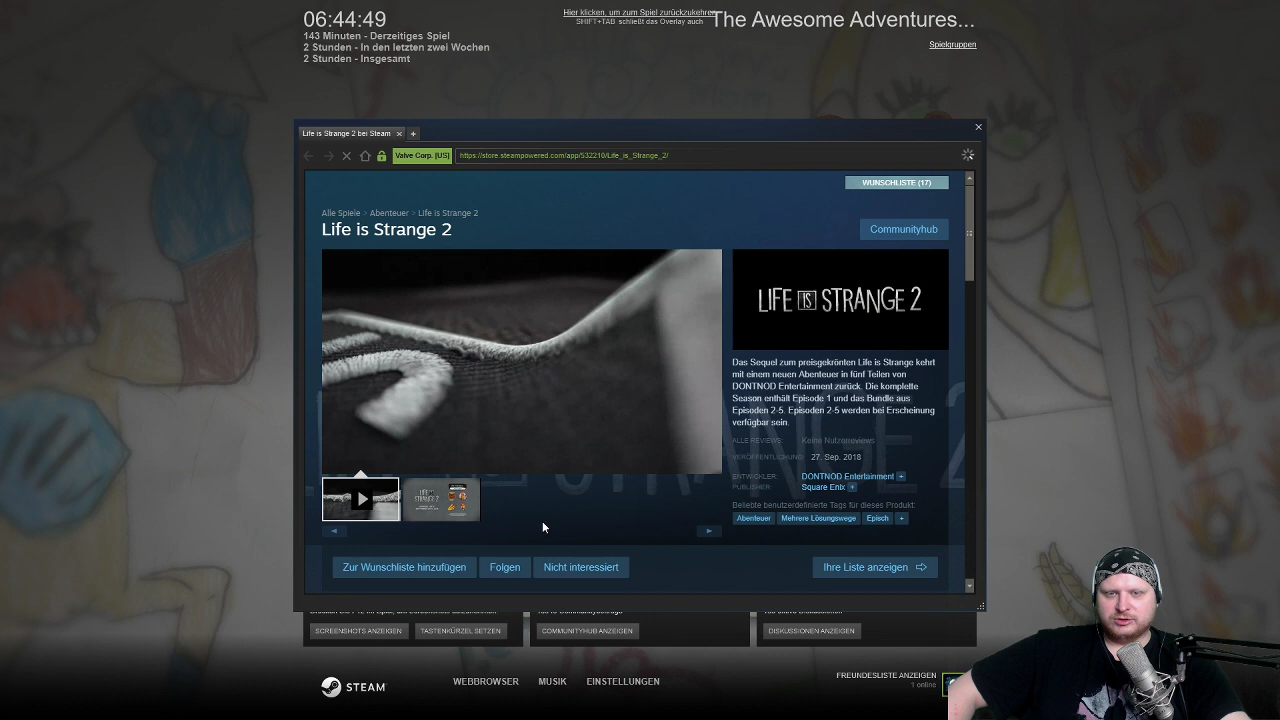 06:44:49
143 Minuten - Derzeitiges Spiel
2 Stunden - In den letzten zwei Wochen
2 Stunden - Insgesamt
Hier klicken, um zum Spiel zurückzukehren
SHIFT+TAB schließt das Overlay auch
The Awesome Adventures...
Spielgruppen
Life is Strange 2 bei Steam
Valve Corp. [US]
https://store.steampowered.com/app/532210/Life_is_Strange_2/
WUNSCHLISTE (17)
Alle Spiele > Abenteuer > Life is Strange 2
Life is Strange 2
Communityhub
LIFE IS STRANGE 2
Das Sequel zum preisgekrönten Life is Strange kehrt
mit einem neuen Abenteuer in fünf Teilen von
DONTNOD Entertainment zurück. Die komplette
Season enthält Episode 1 und das Bundle aus
Episoden 2-5. Episoden 2-5 werden bei Erscheinung
verfügbar sein.
ALLE REVIEWS: Keine Nutzerreviews
VERÖFFENTLICHUNG: 27. Sep. 2018
ENTWICKLER: DONTNOD Entertainment +
PUBLISHER: Square Enix +
Beliebte benutzerdefinierte Tags für dieses Produkt:
Abenteuer Mehrere Lösungswege Episch +
Zur Wunschliste hinzufügen Folgen Nicht interessiert Ihre Liste anzeigen
SCREENSHOTS ANZEIGEN TASTENKÜRZEL SETZEN COMMUNITYHUB ANZEIGEN DISKUSSIONEN ANZEIGEN
STEAM
WEBBROWSER MUSIK EINSTELLUNGEN
FREUNDESLISTE ANZEIGEN
1 online